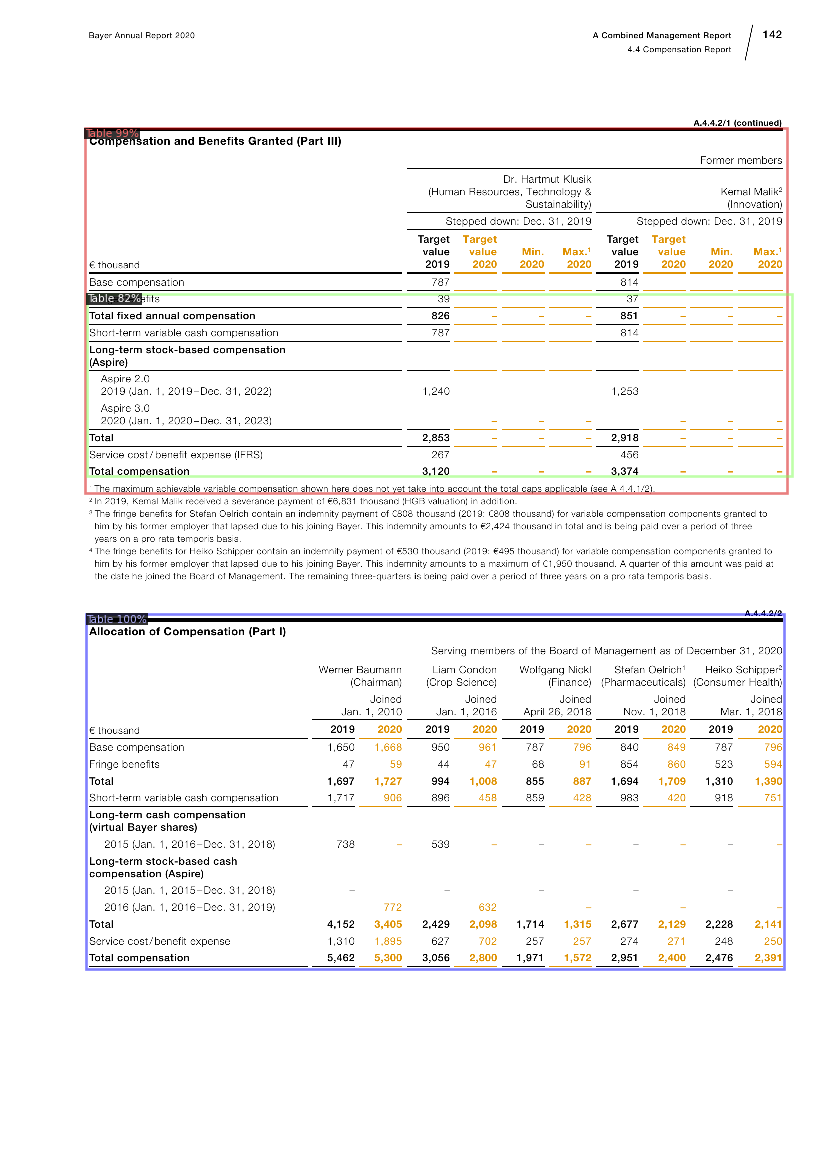 Bayer Annual Report 2020
A Combined Management Report
4.4 Compensation Report
142
A.4.4.2/1 (continued)
Table 99%
Compensation and Benefits Granted (Part III)
Former members
Dr. Hartmut Klusik
(Human Resources, Technology &
Sustainability)
Kemal Malik²
(Innovation)
Stepped down: Dec. 31, 2019 Stepped down: Dec. 31, 2019
€ thousand Target value 2019 Target value 2020 Min. 2020 Max.¹ 2020 Target value 2019 Target value 2020 Min. 2020 Max.¹ 2020
Base compensation 787 814
Table 82% efits 39 37
Total fixed annual compensation 826 – – – 851 – – –
Short-term variable cash compensation 787 814
Long-term stock-based compensation
(Aspire)
Aspire 2.0
2019 (Jan. 1, 2019–Dec. 31, 2022) 1,240 1,253
Aspire 3.0
2020 (Jan. 1, 2020–Dec. 31, 2023) – – – – – –
Total 2,853 – – – 2,918 – – –
Service cost/benefit expense (IFRS) 267 456
Total compensation 3,120 – – – 3,374 – – –
The maximum achievable variable compensation shown here does not yet take into account the total caps applicable (see A 4.4.1/2).
² In 2019, Kemal Malik received a severance payment of €6,831 thousand (HGB valuation) in addition.
³ The fringe benefits for Stefan Oelrich contain an indemnity payment of €808 thousand (2019: €808 thousand) for variable compensation components granted to
him by his former employer that lapsed due to his joining Bayer. This indemnity amounts to €2,424 thousand in total and is being paid over a period of three
years on a pro rata temporis basis.
⁴ The fringe benefits for Heiko Schipper contain an indemnity payment of €530 thousand (2019: €495 thousand) for variable compensation components granted to
him by his former employer that lapsed due to his joining Bayer. This indemnity amounts to a maximum of €1,950 thousand. A quarter of this amount was paid at
the date he joined the Board of Management. The remaining three-quarters is being paid over a period of three years on a pro rata temporis basis.
A.4.4.2/2
Table 100%
Allocation of Compensation (Part I)
Serving members of the Board of Management as of December 31, 2020
Werner Baumann Liam Condon Wolfgang Nickl Stefan Oelrich¹ Heiko Schipper²
(Chairman) (Crop Science) (Finance) (Pharmaceuticals) (Consumer Health)
Joined Joined Joined Joined Joined
Jan. 1, 2010 Jan. 1, 2016 April 26, 2018 Nov. 1, 2018 Mar. 1, 2018
€ thousand 2019 2020 2019 2020 2019 2020 2019 2020 2019 2020
Base compensation 1,650 1,668 950 961 787 796 840 849 787 796
Fringe benefits 47 59 44 47 68 91 854 860 523 594
Total 1,697 1,727 994 1,008 855 887 1,694 1,709 1,310 1,390
Short-term variable cash compensation 1,717 906 896 458 859 428 983 420 918 751
Long-term cash compensation
(virtual Bayer shares)
2015 (Jan. 1, 2016–Dec. 31, 2018) 738 – 539 – – – – – – –
Long-term stock-based cash
compensation (Aspire)
2015 (Jan. 1, 2015–Dec. 31, 2018) – – – – –
2016 (Jan. 1, 2016–Dec. 31, 2019) 772 632 – – –
Total 4,152 3,405 2,429 2,098 1,714 1,315 2,677 2,129 2,228 2,141
Service cost/benefit expense 1,310 1,895 627 702 257 257 274 271 248 250
Total compensation 5,462 5,300 3,056 2,800 1,971 1,572 2,951 2,400 2,476 2,391